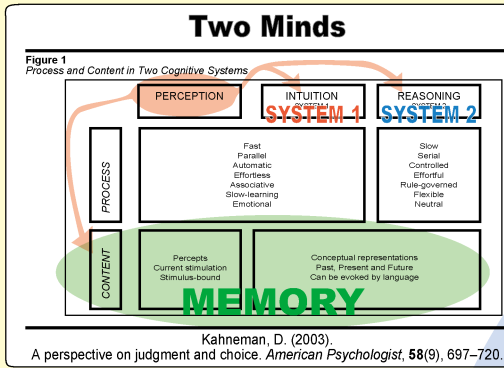 Two Minds
Figure 1
Process and Content in Two Cognitive Systems
PERCEPTION
INTUITION
SYSTEM 1
REASONING
SYSTEM 2
PROCESS
Fast
Parallel
Automatic
Effortless
Associative
Slow-learning
Emotional
Slow
Serial
Controlled
Effortful
Rule-governed
Flexible
Neutral
CONTENT
Percepts
Current stimulation
Stimulus-bound
Conceptual representations
Past, Present and Future
Can be evoked by language
MEMORY
Kahneman, D. (2003).
A perspective on judgment and choice. American Psychologist, 58(9), 697–720.